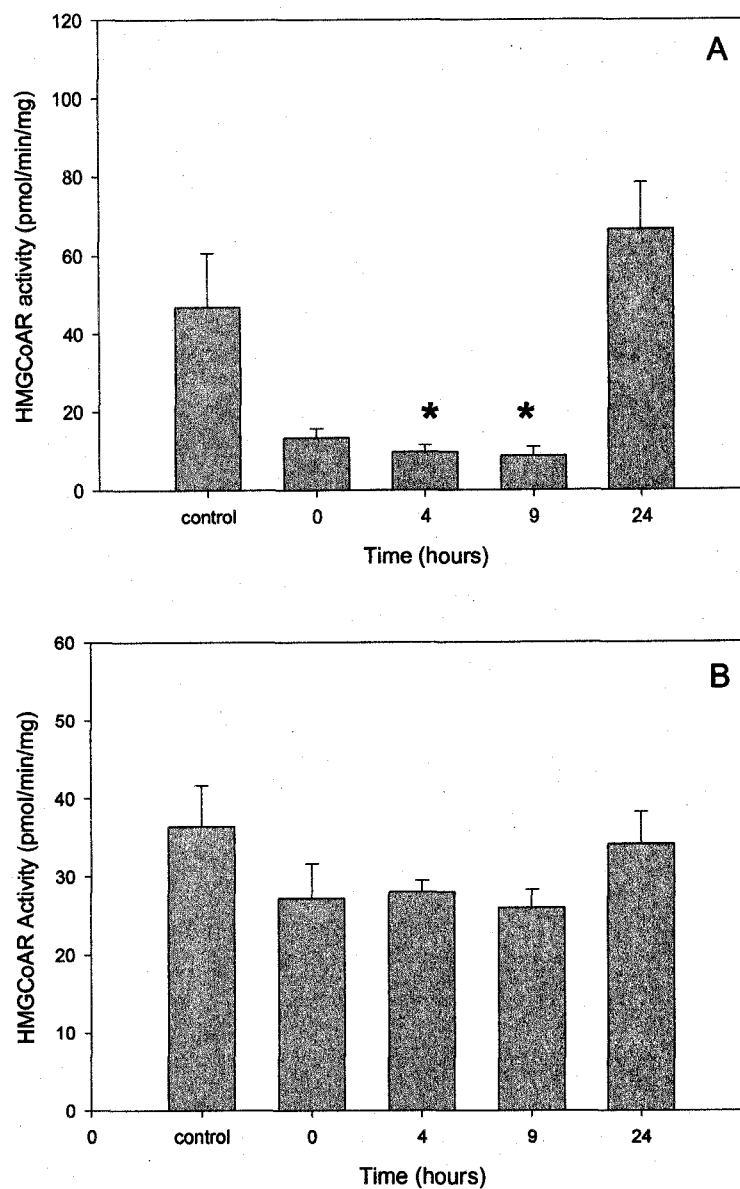 A
HMGCoAR activity (pmol/min/mg)
120
100
80
60
40
20
0
* *
control 0 4 9 24
Time (hours)
B
HMGCoAR Activity (pmol/min/mg)
60
50
40
30
20
10
0
0 control 0 4 9 24
Time (hours)